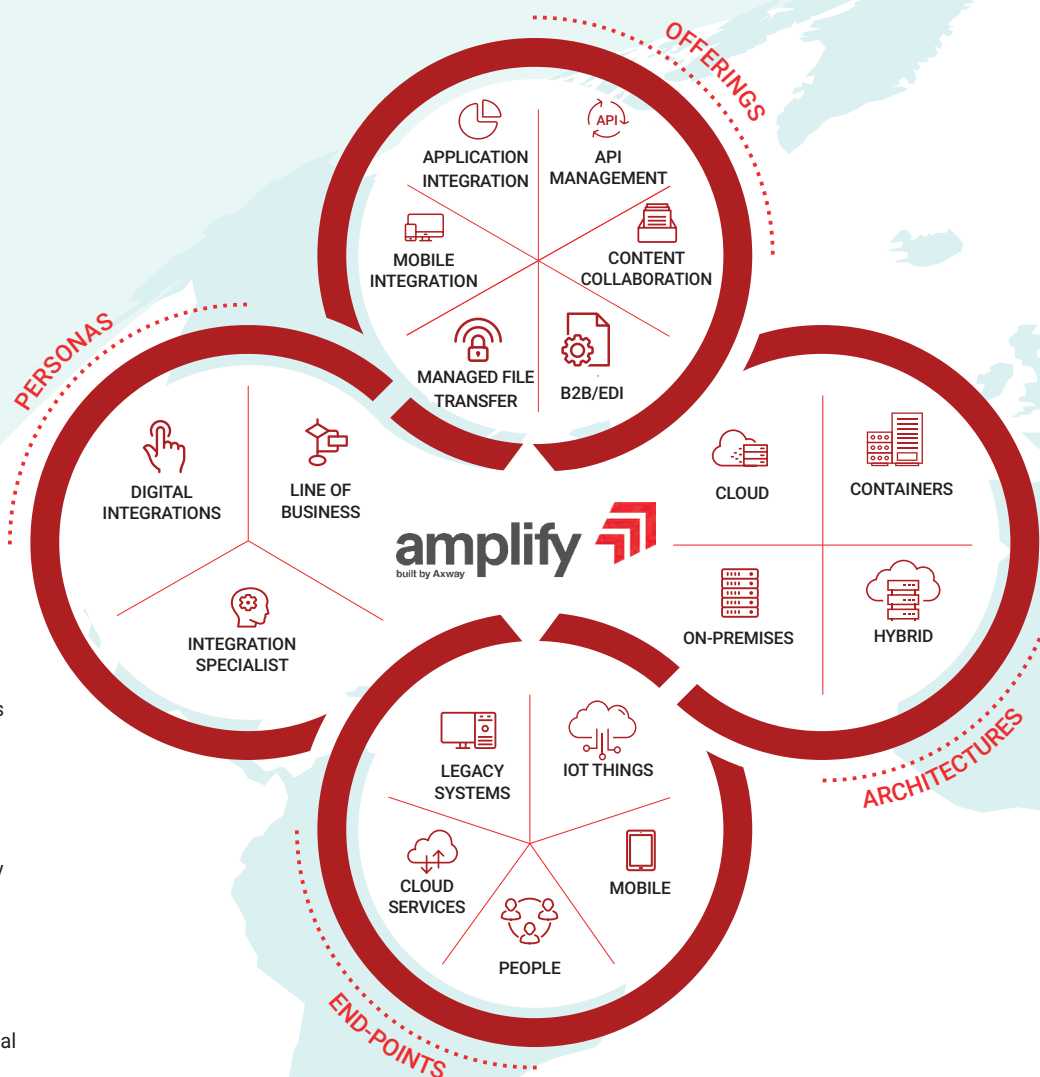 OFFERINGS
APPLICATION
INTEGRATION
API
API
MANAGEMENT
MOBILE
INTEGRATION
CONTENT
COLLABORATION
MANAGED FILE
TRANSFER
B2B/EDI
PERSONAS
DIGITAL
INTEGRATIONS
LINE OF
BUSINESS
INTEGRATION
SPECIALIST
amplify
built by Axway
CLOUD
CONTAINERS
ON-PREMISES
HYBRID
ARCHITECTURES
LEGACY
SYSTEMS
IOT THINGS
CLOUD
SERVICES
MOBILE
PEOPLE
END-POINTS